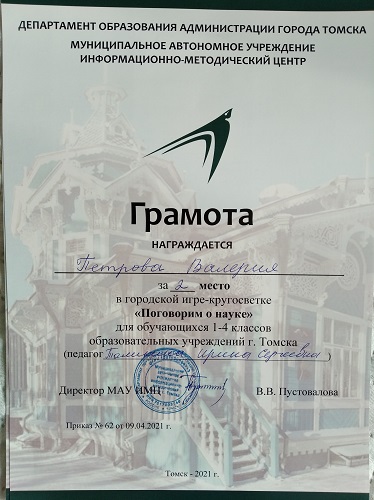 ДЕПАРТАМЕНТ ОБРАЗОВАНИЯ АДМИНИСТРАЦИИ ГОРОДА ТОМСКА
МУНИЦИПАЛЬНОЕ АВТОНОМНОЕ УЧРЕЖДЕНИЕ
ИНФОРМАЦИОННО-МЕТОДИЧЕСКИЙ ЦЕНТР
Грамота
НАГРАЖДАЕТСЯ
Петрова Валерия
за 2 место
в городской игре-кругосветке
«Поговорим о науке»
для обучающихся 1-4 классов
образовательных учреждений г. Томска
(педагог Ирина Сергеевна)
Директор МАУ ИМЦ В.В. Пустовалова
Приказ № 62 от 09.04.2021 г.
Томск - 2021 г.